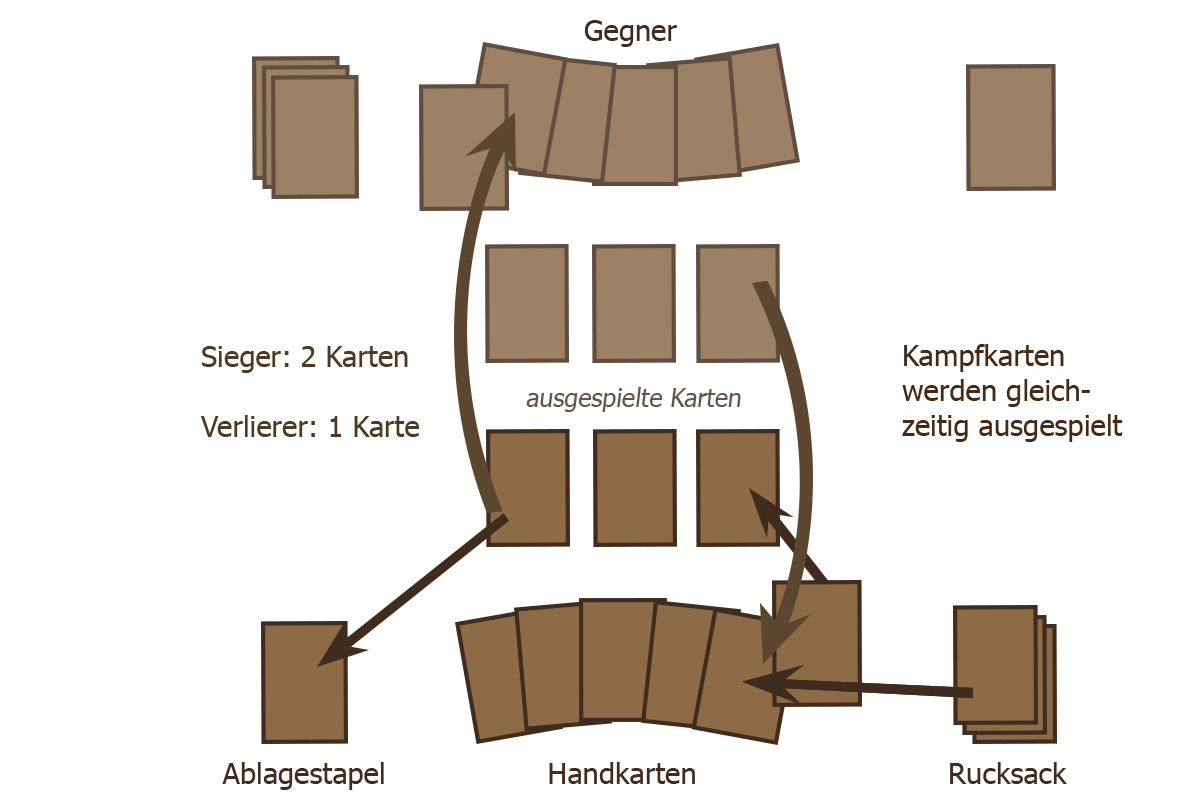 Gegner
Sieger: 2 Karten
Verlierer: 1 Karte
ausgespielte Karten
Kampfkarten
werden gleich-
zeitig ausgespielt
Ablagestapel
Handkarten
Rucksack